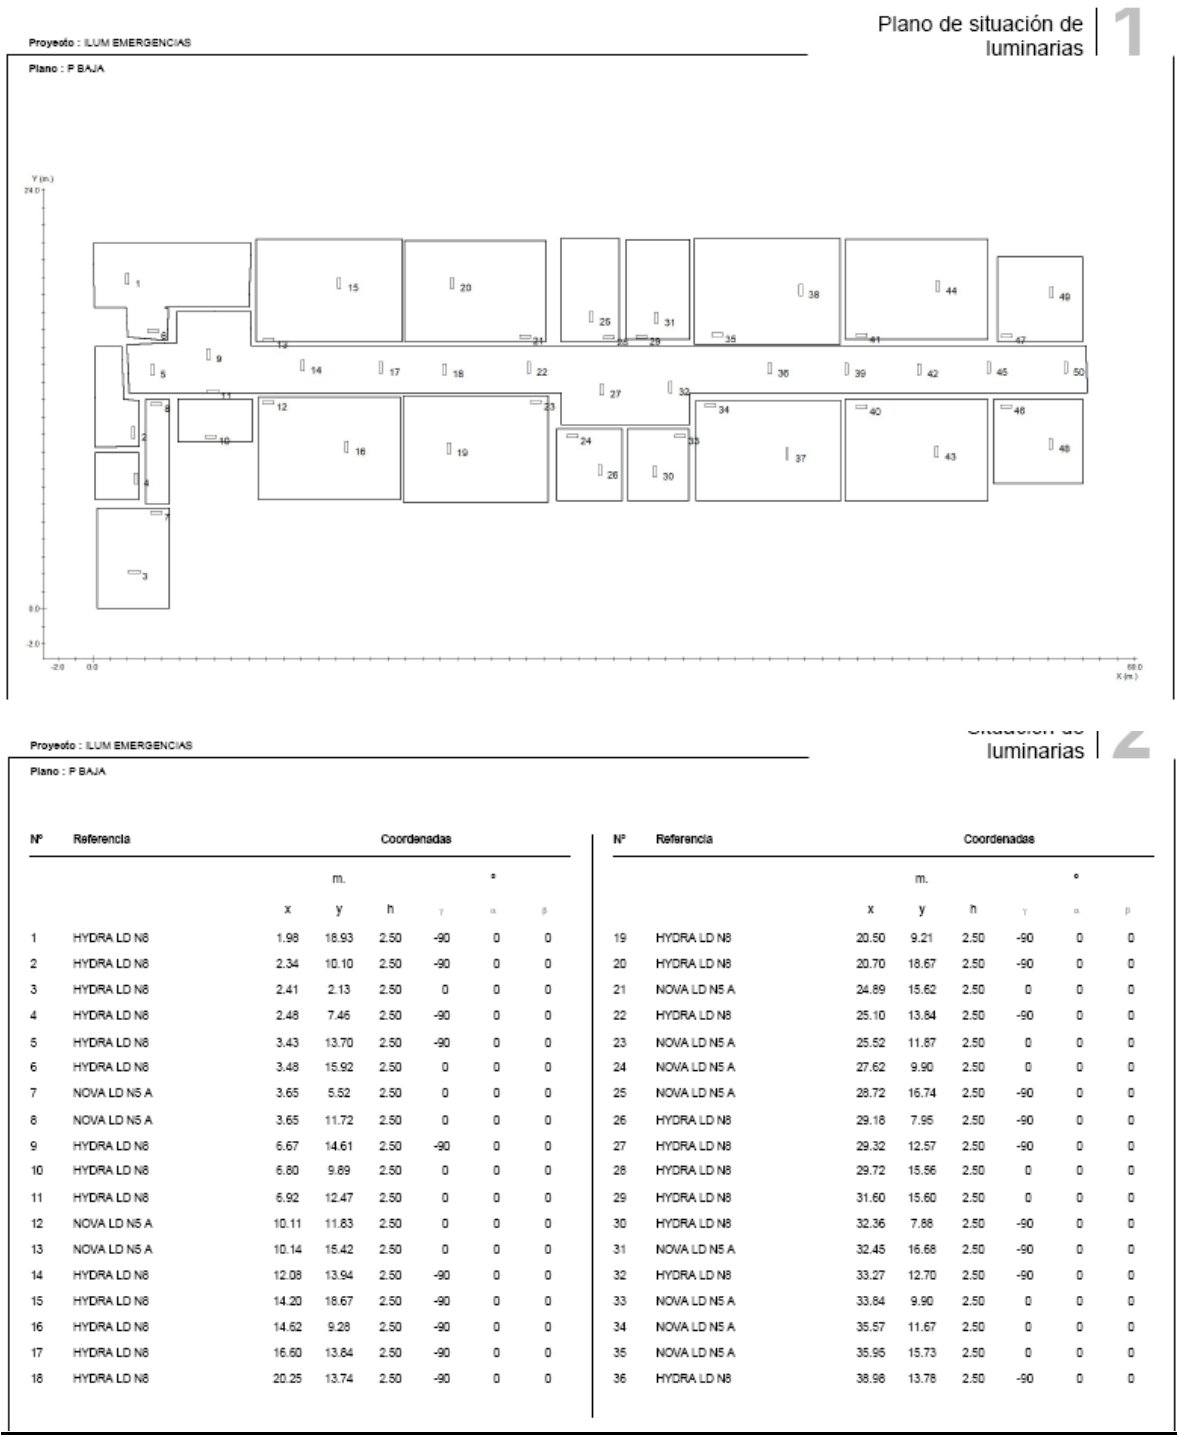 Plano de situación de
luminarias
1
Proyecto : ILUM EMERGENCIAS
Plano : P BAJA
Y (m.)
24.0
1
15
20
25
31
38
44
49
6
13
21
28
29
35
41
47
5
9
14
17
18
22
27
32
36
39
42
45
50
8
11
12
23
34
40
46
2
10
16
19
24
33
26
30
37
43
48
4
7
3
0.0
-2.0
-2.0
0.0
68.0
X (m.)
Proyecto : ILUM EMERGENCIAS
luminarias
2
Plano : P BAJA
Nº Referencia Coordenadas
m. º
x y h γ α β
1 HYDRA LD N8 1.98 18.93 2.50 -90 0 0
2 HYDRA LD N8 2.34 10.10 2.50 -90 0 0
3 HYDRA LD N8 2.41 2.13 2.50 0 0 0
4 HYDRA LD N8 2.48 7.46 2.50 -90 0 0
5 HYDRA LD N8 3.43 13.70 2.50 -90 0 0
6 HYDRA LD N8 3.48 15.92 2.50 0 0 0
7 NOVA LD N5 A 3.65 5.52 2.50 0 0 0
8 NOVA LD N5 A 3.65 11.72 2.50 0 0 0
9 HYDRA LD N8 6.67 14.61 2.50 -90 0 0
10 HYDRA LD N8 6.80 9.89 2.50 0 0 0
11 HYDRA LD N8 6.92 12.47 2.50 0 0 0
12 NOVA LD N5 A 10.11 11.83 2.50 0 0 0
13 NOVA LD N5 A 10.14 15.42 2.50 0 0 0
14 HYDRA LD N8 12.08 13.94 2.50 -90 0 0
15 HYDRA LD N8 14.20 18.67 2.50 -90 0 0
16 HYDRA LD N8 14.62 9.28 2.50 -90 0 0
17 HYDRA LD N8 16.60 13.84 2.50 -90 0 0
18 HYDRA LD N8 20.25 13.74 2.50 -90 0 0
Nº Referencia Coordenadas
m. º
x y h γ α β
19 HYDRA LD N8 20.50 9.21 2.50 -90 0 0
20 HYDRA LD N8 20.70 18.67 2.50 -90 0 0
21 NOVA LD N5 A 24.89 15.62 2.50 0 0 0
22 HYDRA LD N8 25.10 13.84 2.50 -90 0 0
23 NOVA LD N5 A 25.52 11.87 2.50 0 0 0
24 NOVA LD N5 A 27.62 9.90 2.50 0 0 0
25 NOVA LD N5 A 28.72 16.74 2.50 -90 0 0
26 HYDRA LD N8 29.18 7.95 2.50 -90 0 0
27 HYDRA LD N8 29.32 12.57 2.50 -90 0 0
28 HYDRA LD N8 29.72 15.56 2.50 0 0 0
29 HYDRA LD N8 31.60 15.60 2.50 0 0 0
30 HYDRA LD N8 32.36 7.88 2.50 -90 0 0
31 NOVA LD N5 A 32.45 16.68 2.50 -90 0 0
32 HYDRA LD N8 33.27 12.70 2.50 -90 0 0
33 NOVA LD N5 A 33.84 9.90 2.50 0 0 0
34 NOVA LD N5 A 35.57 11.67 2.50 0 0 0
35 NOVA LD N5 A 35.95 15.73 2.50 0 0 0
36 HYDRA LD N8 38.98 13.78 2.50 -90 0 0